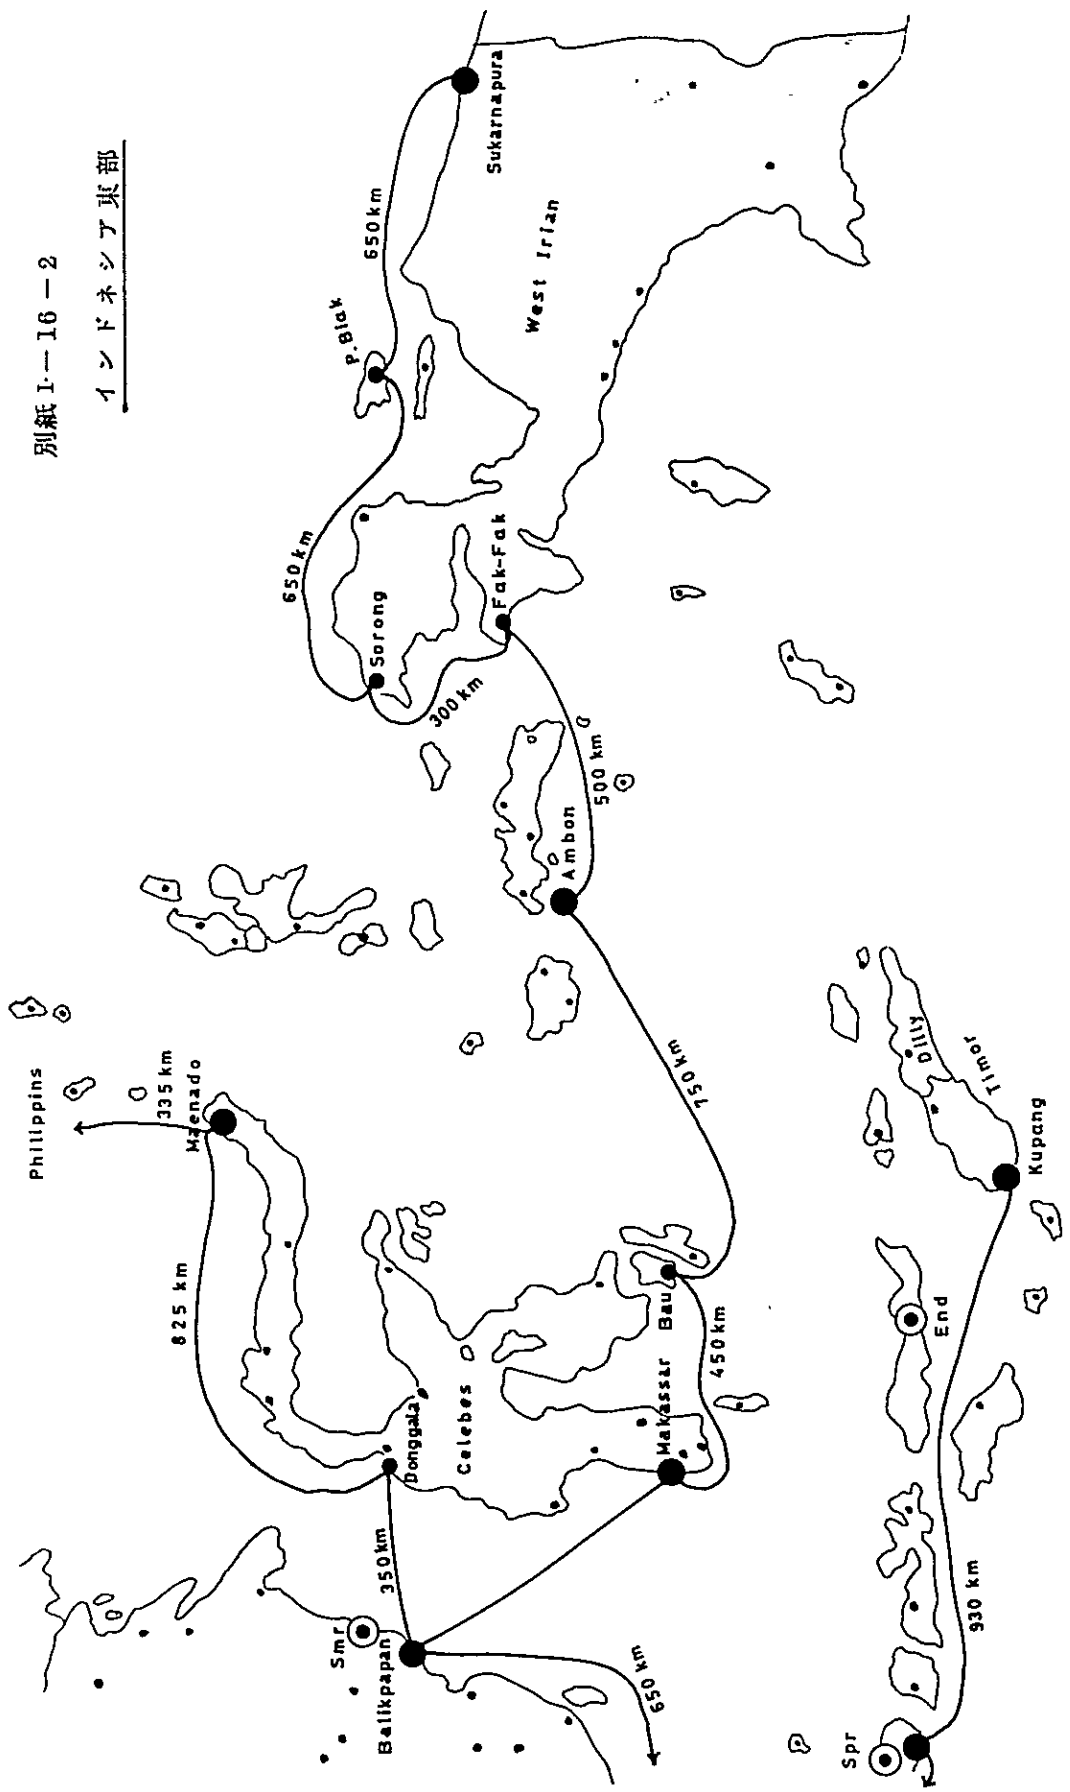 別紙 I-16-2
インドネシア東部
Philippins
335 km
Maenado
825 km
650 km
P. Biak
650 km
Sukarnapura
Sorong
300 km
Fak-Fak
West Irian
500 km
Ambon
750 km
Smr
350 km
Donggala
Balikpapan
Celebes
650 km
Makassar
Bau
450 km
Spr
930 km
End
Kupang
Timor
Dilly